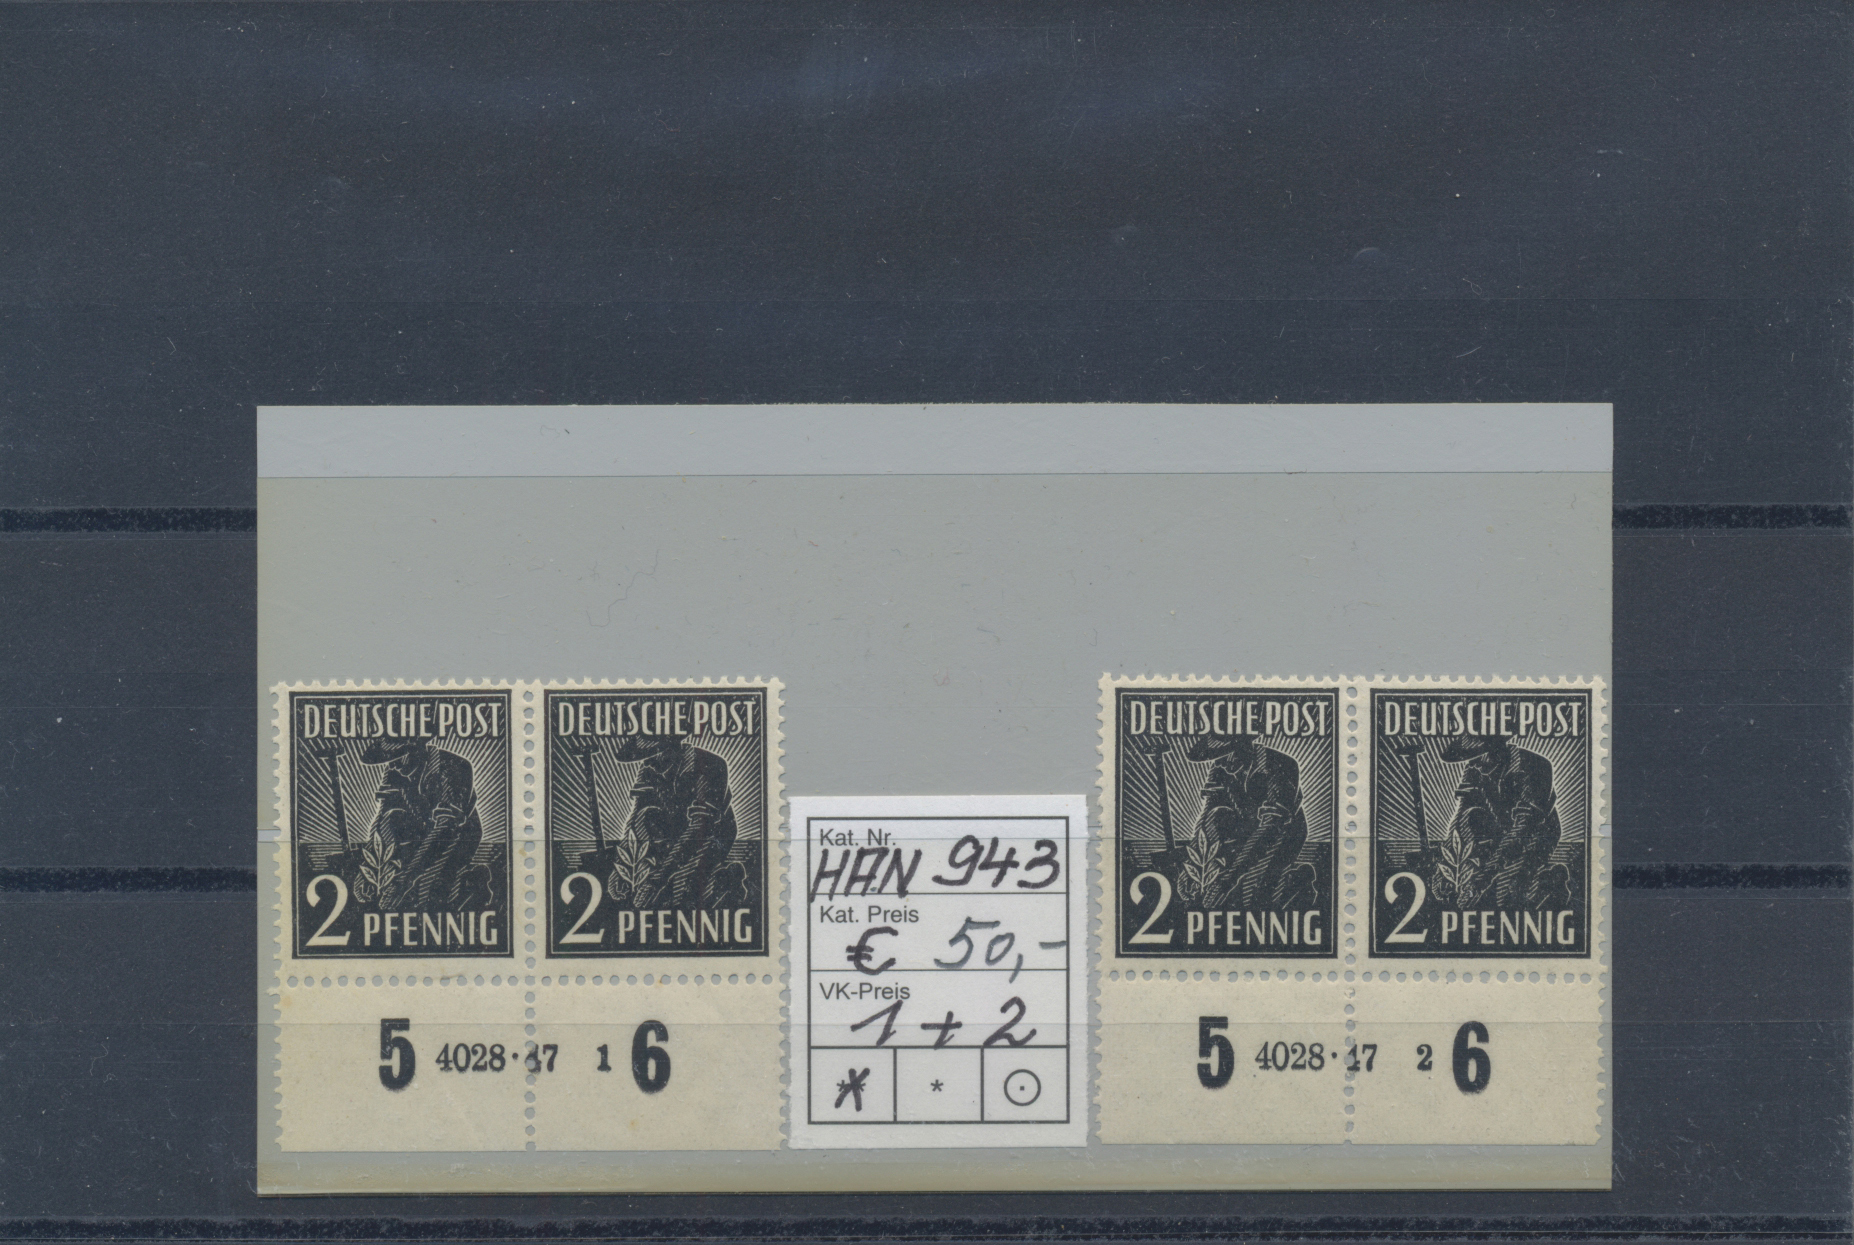 DEUTSCHE POST
2 PFENNIG
DEUTSCHE POST
2 PFENNIG
5 4028·47 1 6
Kat. Nr.
HAN 943
Kat. Preis
€ 50,-
VK-Preis
1 + 2
** * ⊙
DEUTSCHE POST
2 PFENNIG
DEUTSCHE POST
2 PFENNIG
5 4028·47 2 6